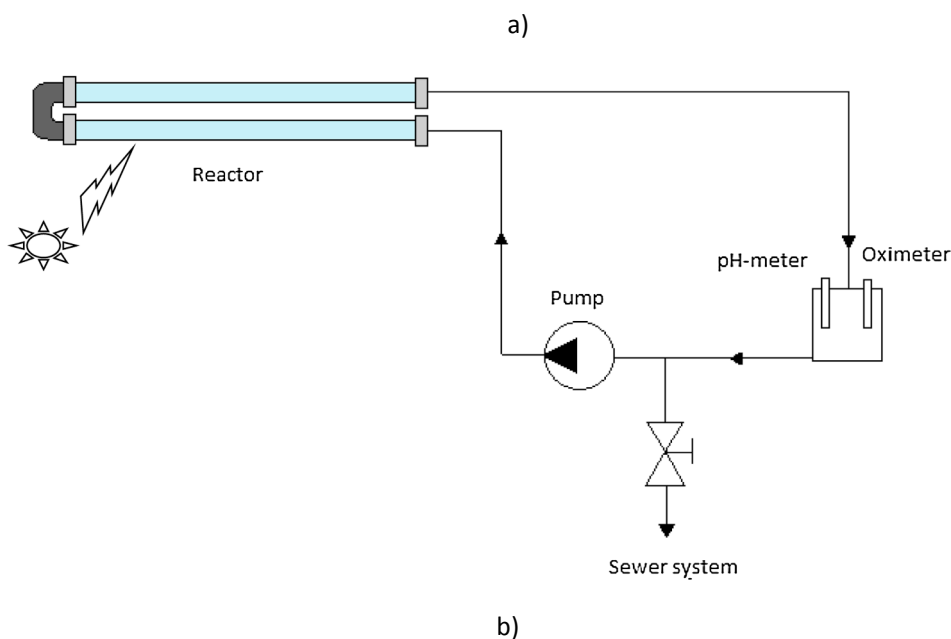 a)
Reactor
pH-meter
Oximeter
Pump
Sewer system
b)